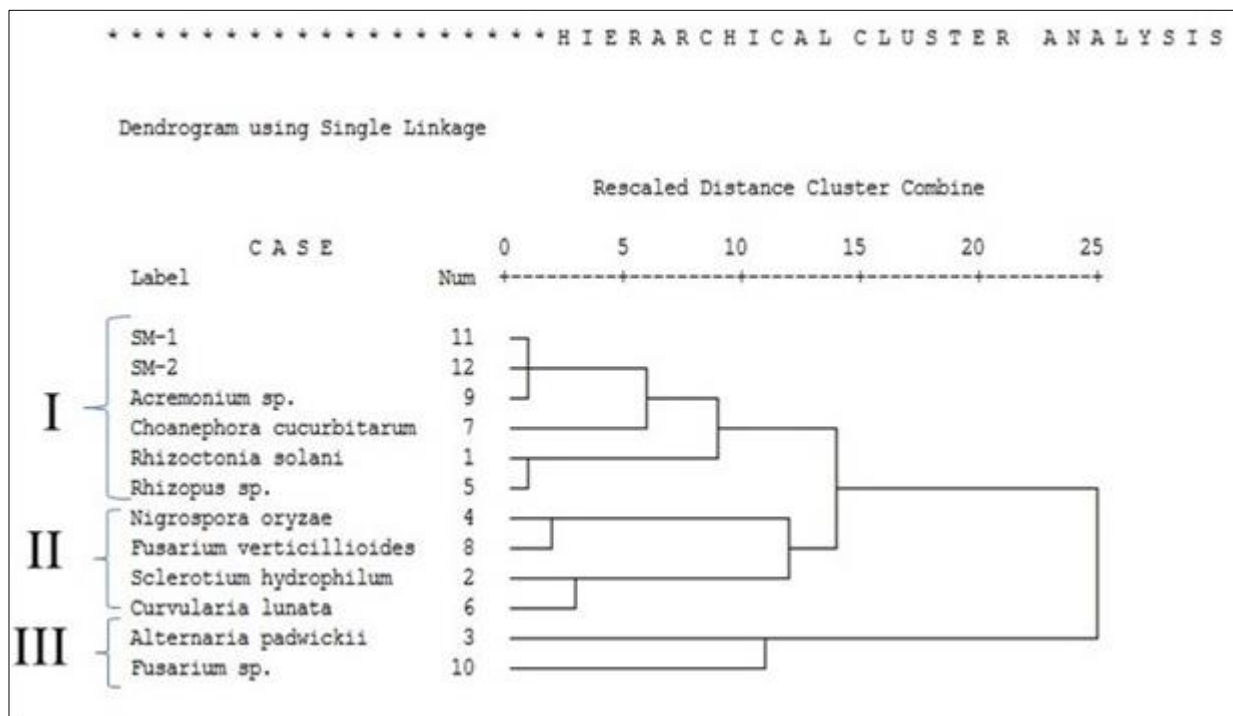 * * * * * * * * * * * * * * * * * * * H I E R A R C H I C A L  C L U S T E R  A N A L Y S I S
Dendrogram using Single Linkage
Rescaled Distance Cluster Combine
C A S E 0 5 10 15 20 25
Label Num +---------+---------+---------+---------+---------+
I
SM-1 11
SM-2 12
Acremonium sp. 9
Choanephora cucurbitarum 7
Rhizoctonia solani 1
Rhizopus sp. 5
II
Nigrospora oryzae 4
Fusarium verticillioides 8
Sclerotium hydrophilum 2
Curvularia lunata 6
III
Alternaria padwickii 3
Fusarium sp. 10